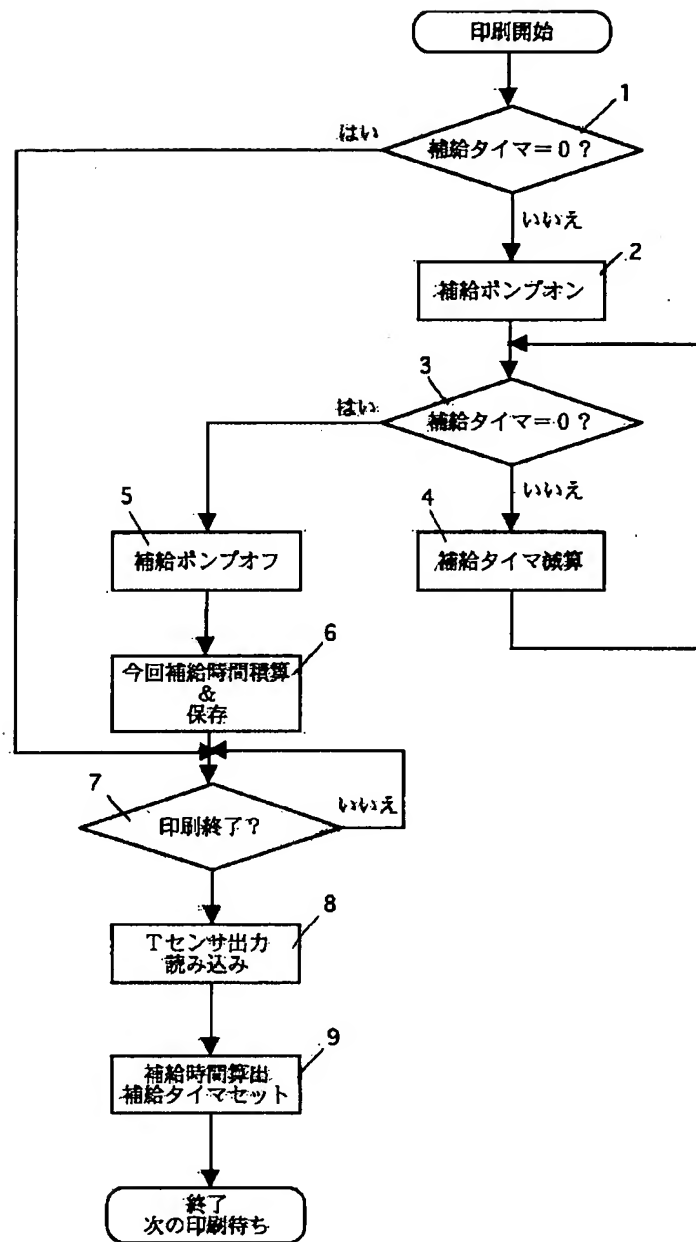 印刷開始
1
はい
補給タイマ＝０？
いいえ
2
補給ポンプオン
3
はい
補給タイマ＝０？
いいえ
5
補給ポンプオフ
4
補給タイマ減算
6
今回補給時間積算
＆
保存
7
印刷終了？
いいえ
8
Ｔセンサ出力
読み込み
9
補給時間算出
補給タイマセット
終了
次の印刷待ち